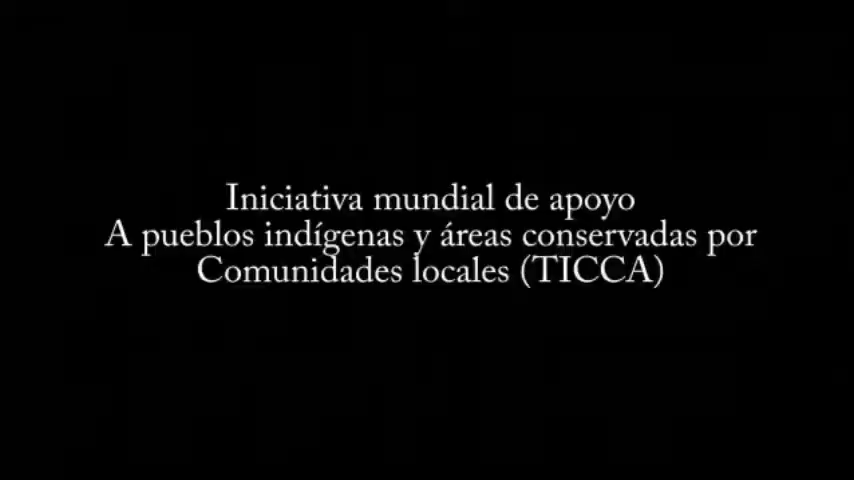 Iniciativa mundial de apoyo
A pueblos indígenas y áreas conservadas por
Comunidades locales (TICCA)